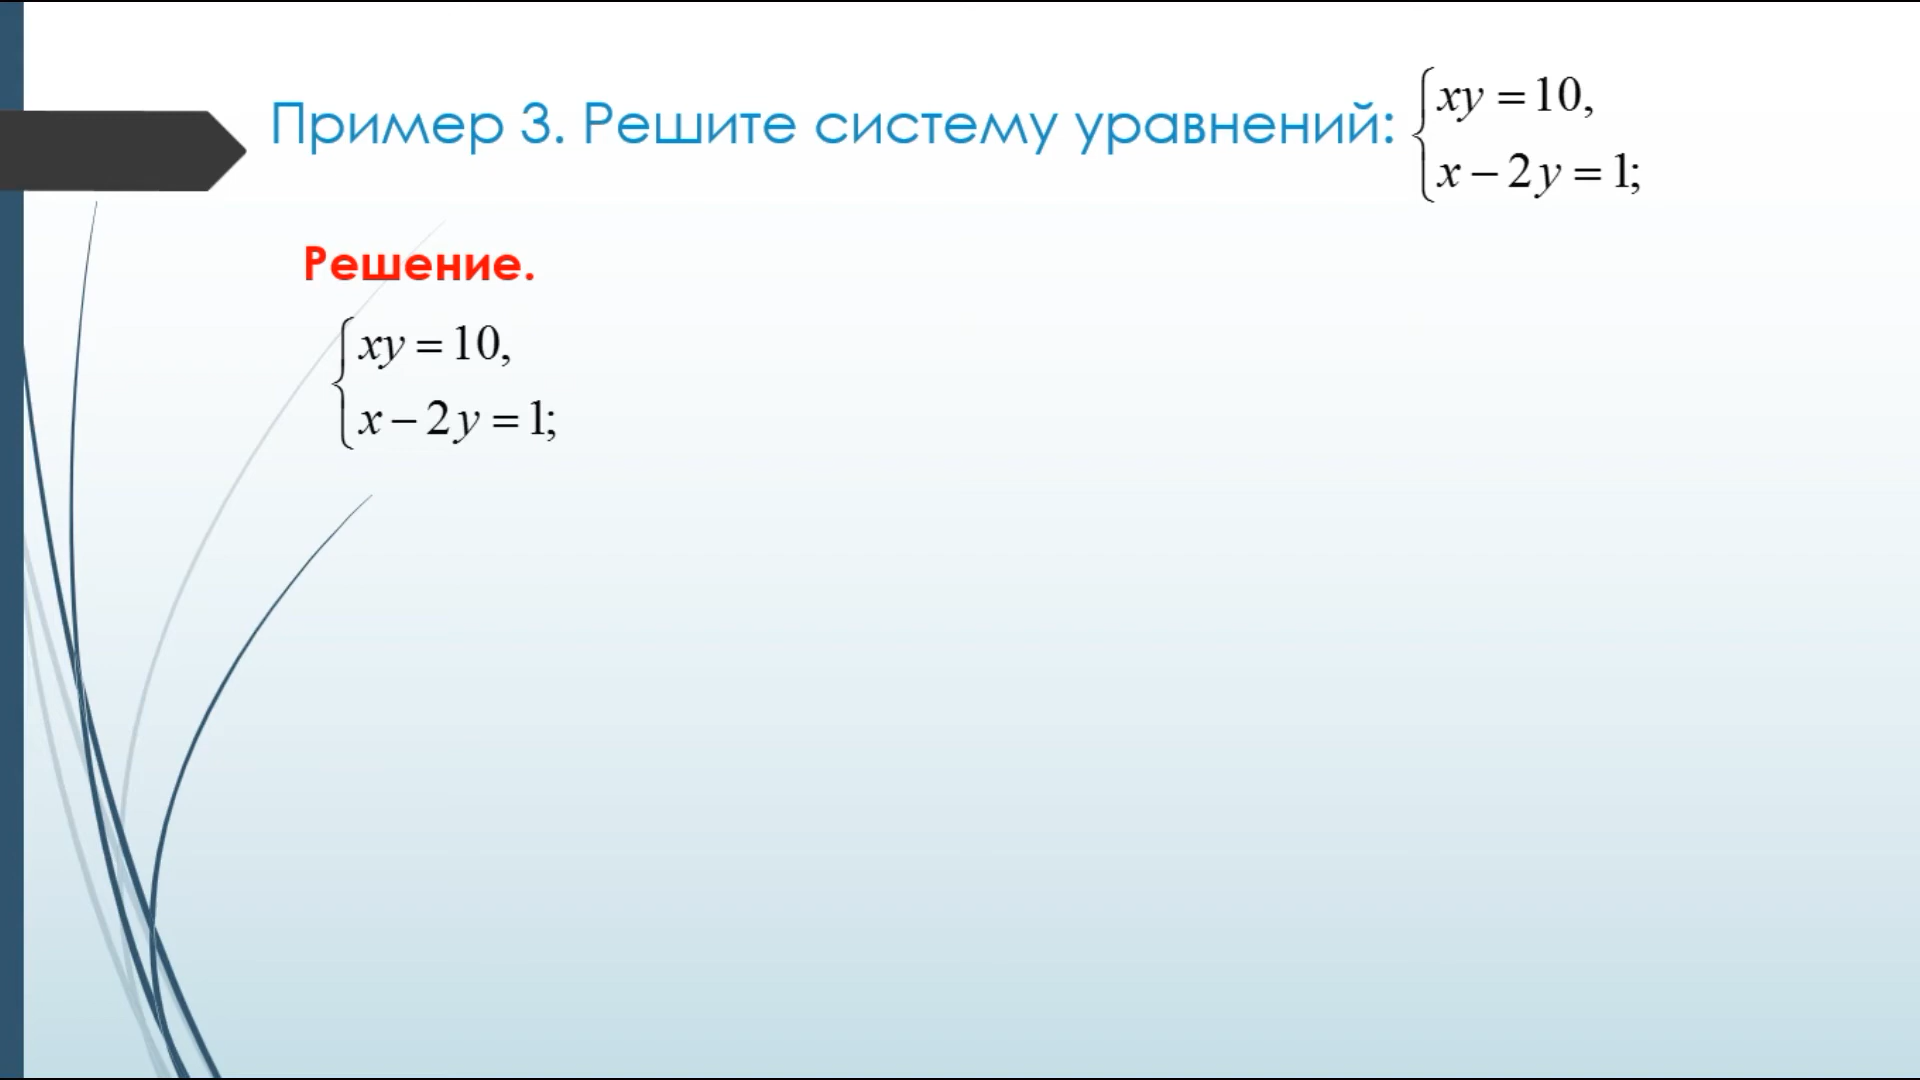 Пример 3. Решите систему уравнений: { xy = 10,
x − 2y = 1;
Решение.
{ xy = 10,
x − 2y = 1;